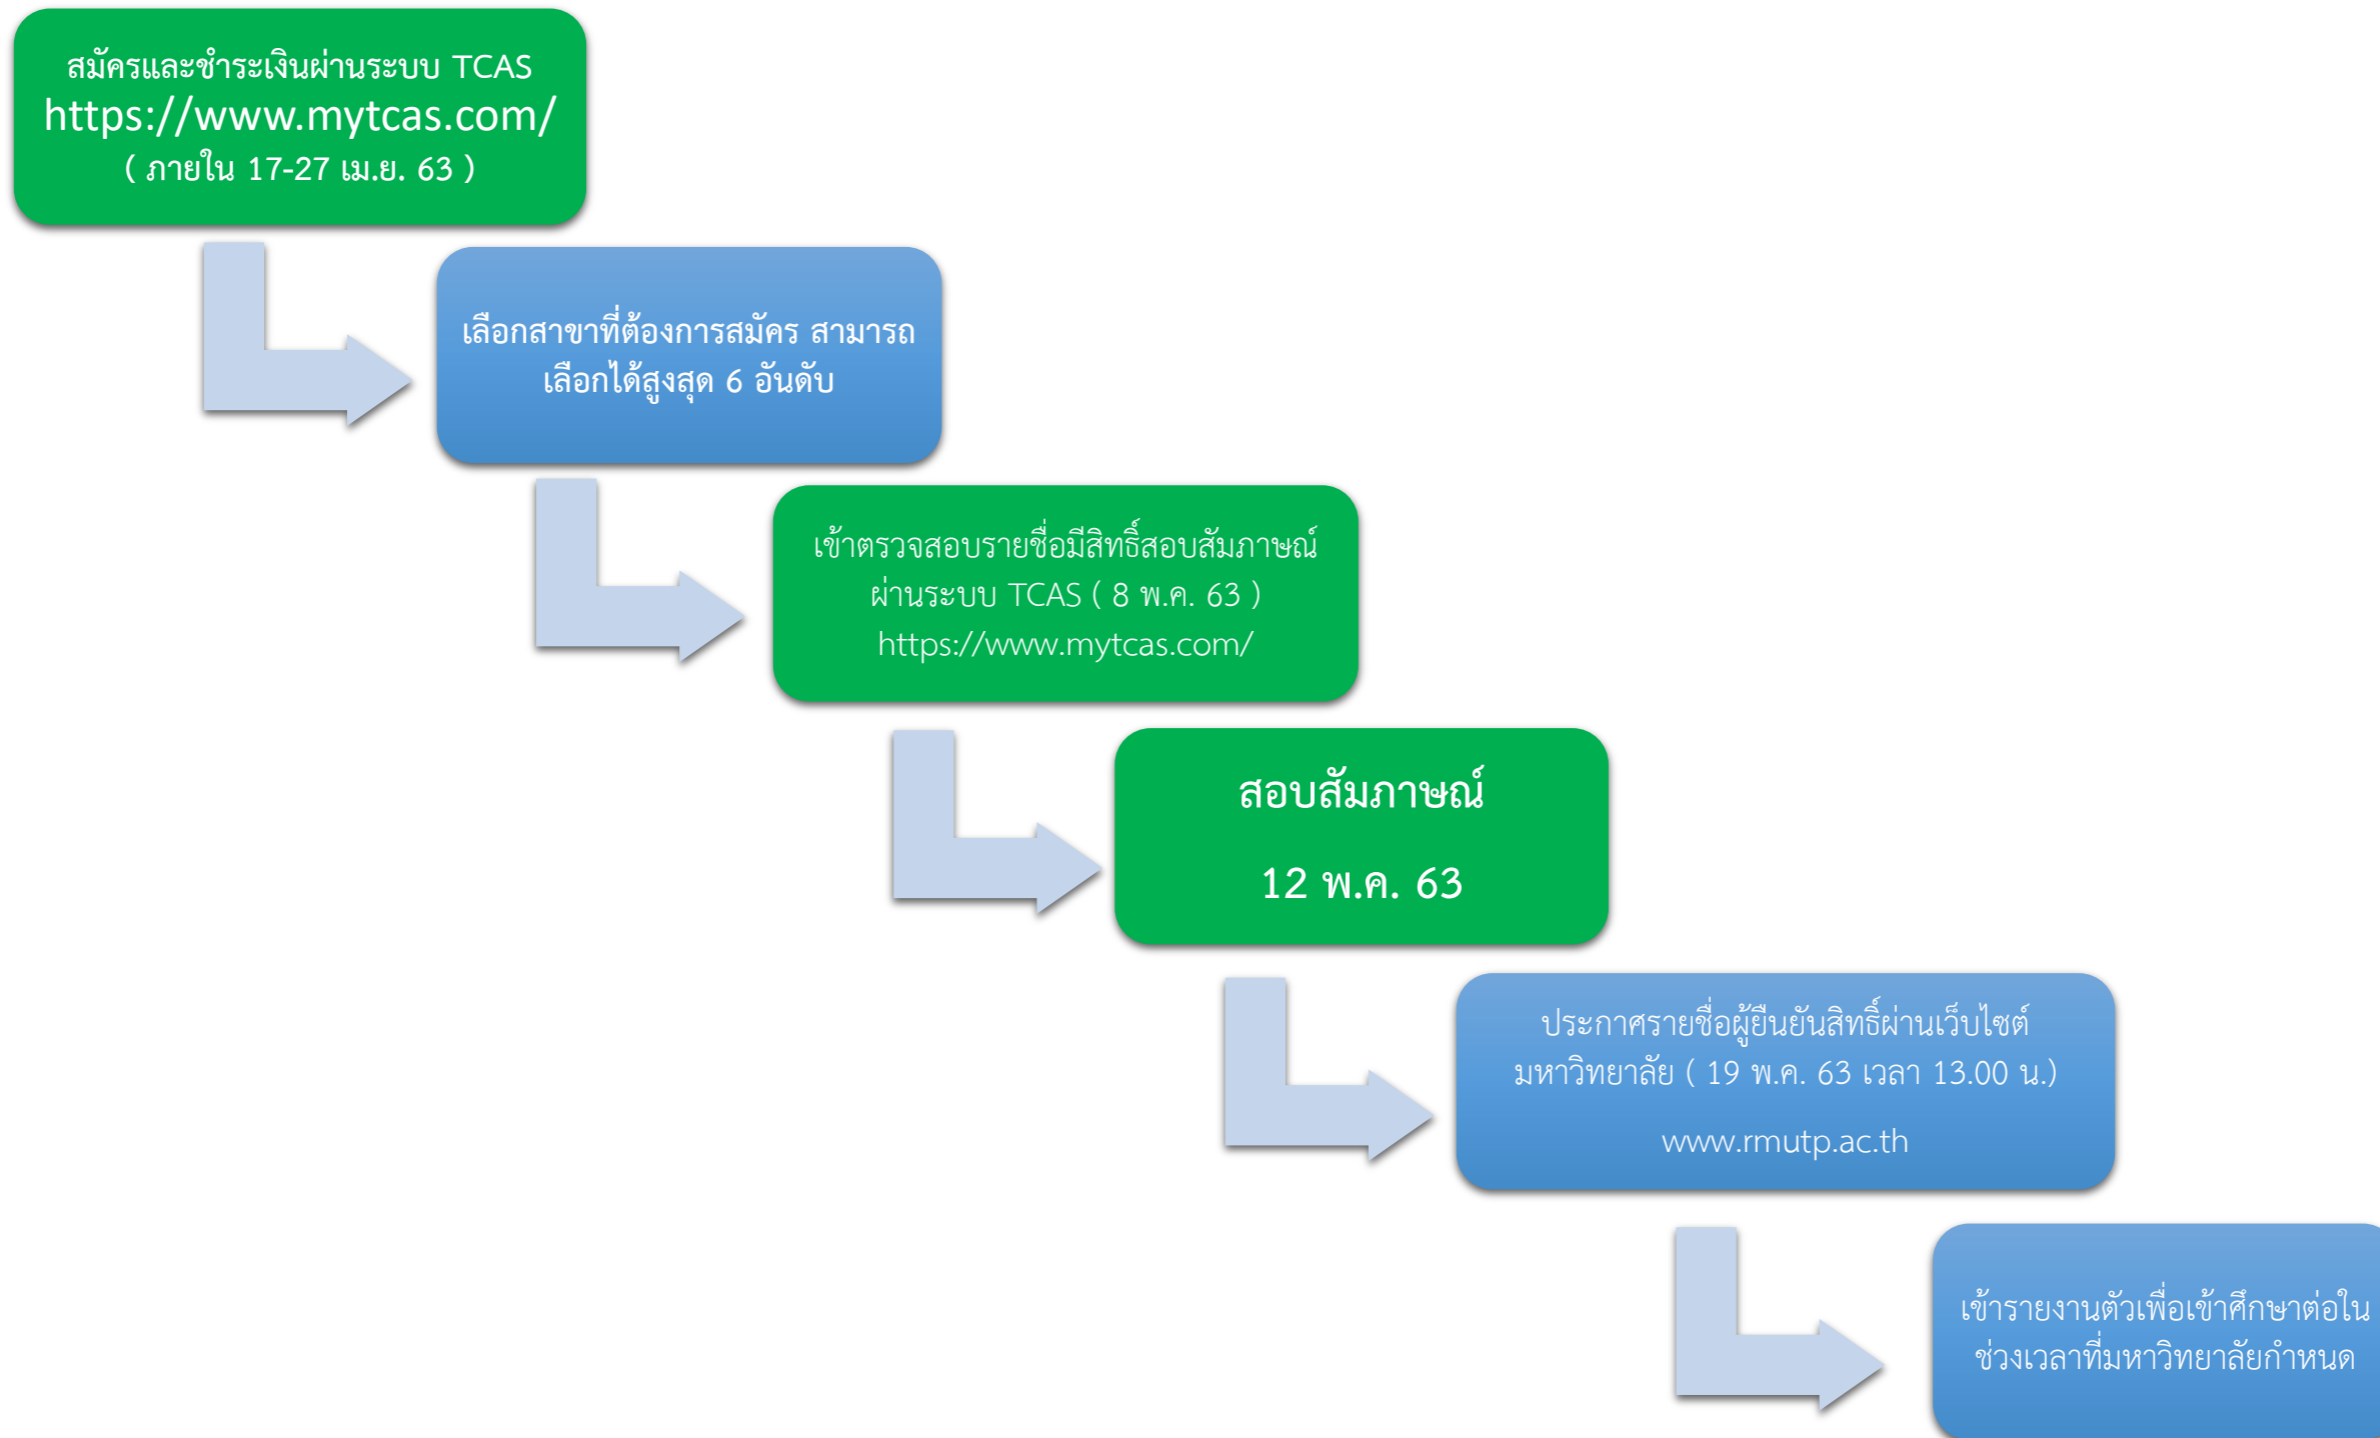 สมัครและชำระเงินผ่านระบบ TCAS
https://www.mytcas.com/
( ภายใน 17-27 เม.ย. 63 )
เลือกสาขาที่ต้องการสมัคร สามารถ
เลือกได้สูงสุด 6 อันดับ
เข้าตรวจสอบรายชื่อมีสิทธิ์สอบสัมภาษณ์
ผ่านระบบ TCAS ( 8 พ.ค. 63 )
https://www.mytcas.com/
สอบสัมภาษณ์
12 พ.ค. 63
ประกาศรายชื่อผู้ยืนยันสิทธิ์ผ่านเว็บไซต์
มหาวิทยาลัย ( 19 พ.ค. 63 เวลา 13.00 น.)
www.rmutp.ac.th
เข้ารายงานตัวเพื่อเข้าศึกษาต่อใน
ช่วงเวลาที่มหาวิทยาลัยกำหนด